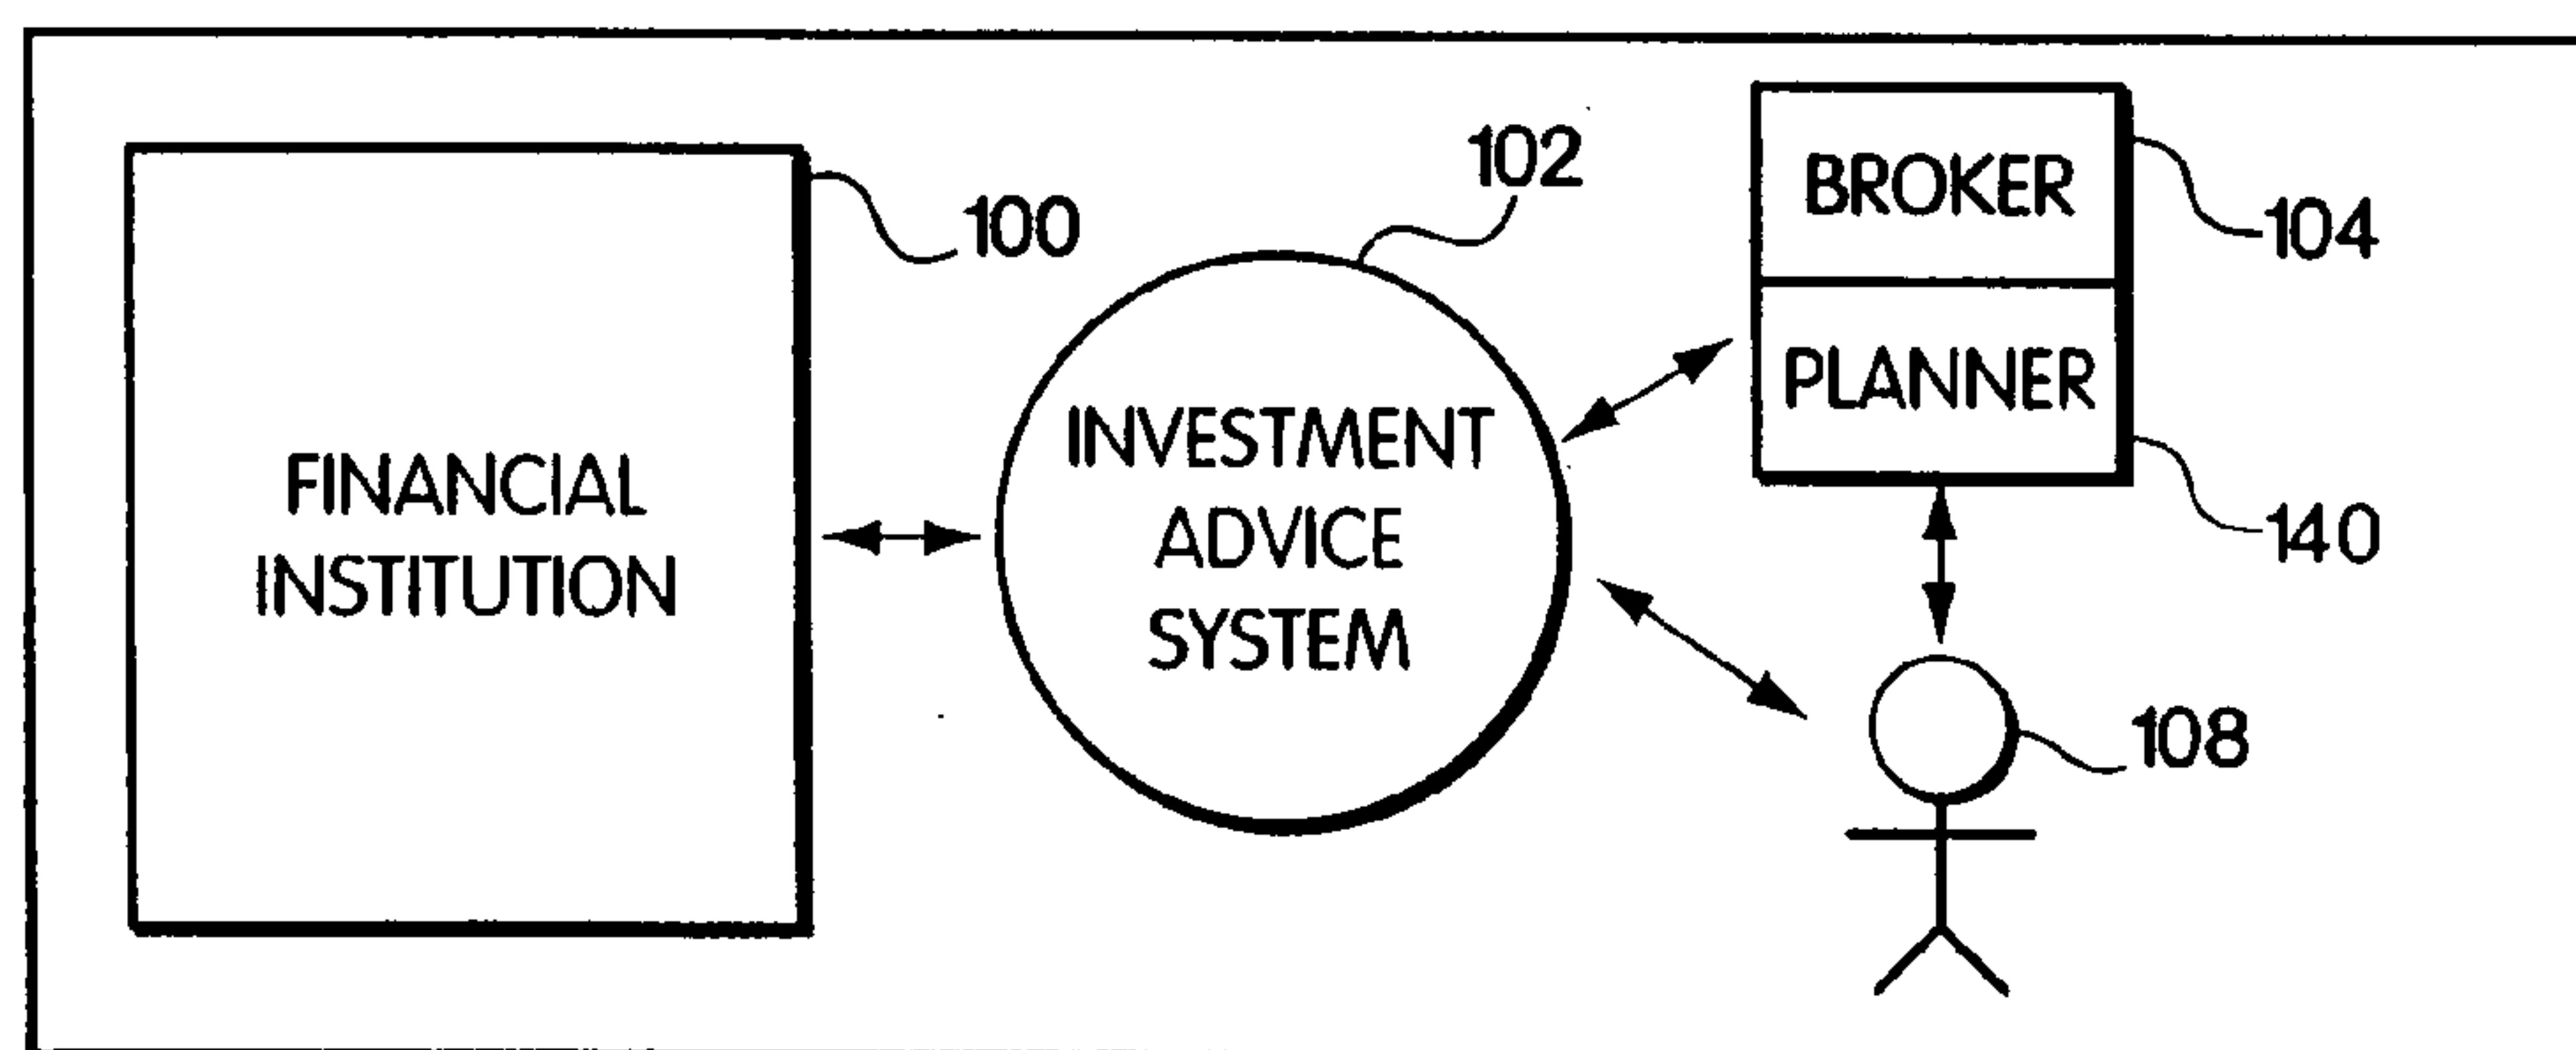 FINANCIAL
INSTITUTION
100
INVESTMENT
ADVICE
SYSTEM
102
BROKER
104
PLANNER
140
108